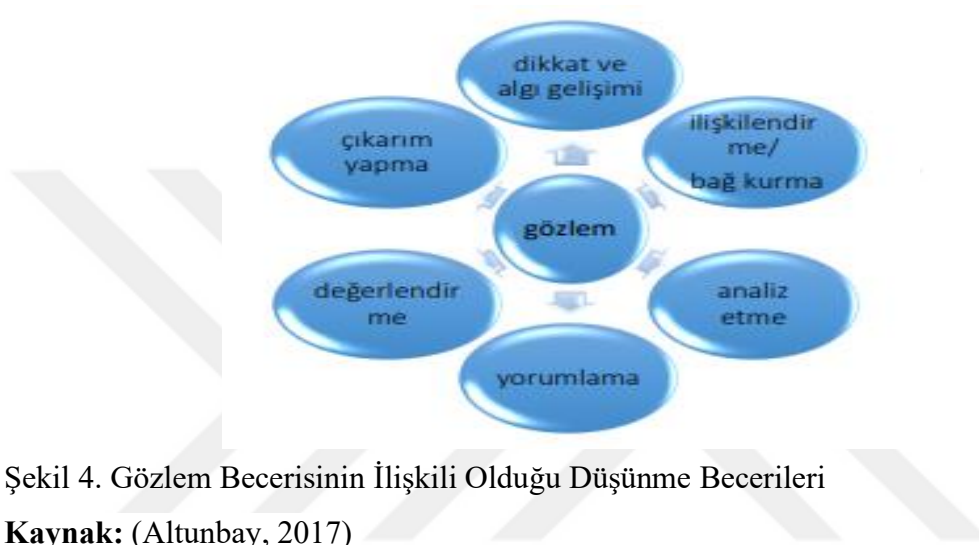 dikkat ve
algı gelişimi
ilişkilendir
me/
bağ kurma
analiz
etme
yorumlama
değerlendir
me
çıkarım
yapma
gözlem
Şekil 4. Gözlem Becerisinin İlişkili Olduğu Düşünme Becerileri
Kaynak: (Altunbay, 2017)